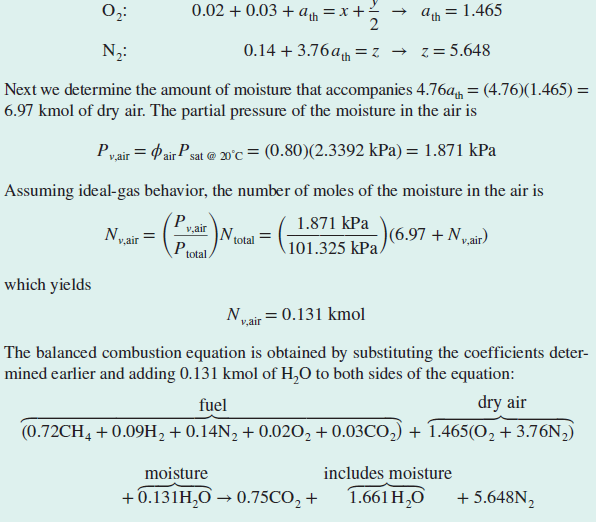 O₂: 0.02 + 0.03 + a_th = x + y/2 → a_th = 1.465
N₂: 0.14 + 3.76a_th = z → z = 5.648
Next we determine the amount of moisture that accompanies 4.76a_th = (4.76)(1.465) =
6.97 kmol of dry air. The partial pressure of the moisture in the air is
P_v,air = ϕ_air P_sat @ 20°C = (0.80)(2.3392 kPa) = 1.871 kPa
Assuming ideal-gas behavior, the number of moles of the moisture in the air is
N_v,air = (P_v,air/P_total) N_total = (1.871 kPa/101.325 kPa)(6.97 + N_v,air)
which yields
N_v,air = 0.131 kmol
The balanced combustion equation is obtained by substituting the coefficients deter-
mined earlier and adding 0.131 kmol of H₂O to both sides of the equation:
fuel dry air
(0.72CH₄ + 0.09H₂ + 0.14N₂ + 0.02O₂ + 0.03CO₂) + 1.465(O₂ + 3.76N₂)
moisture includes moisture
+ 0.131H₂O → 0.75CO₂ + 1.661H₂O + 5.648N₂